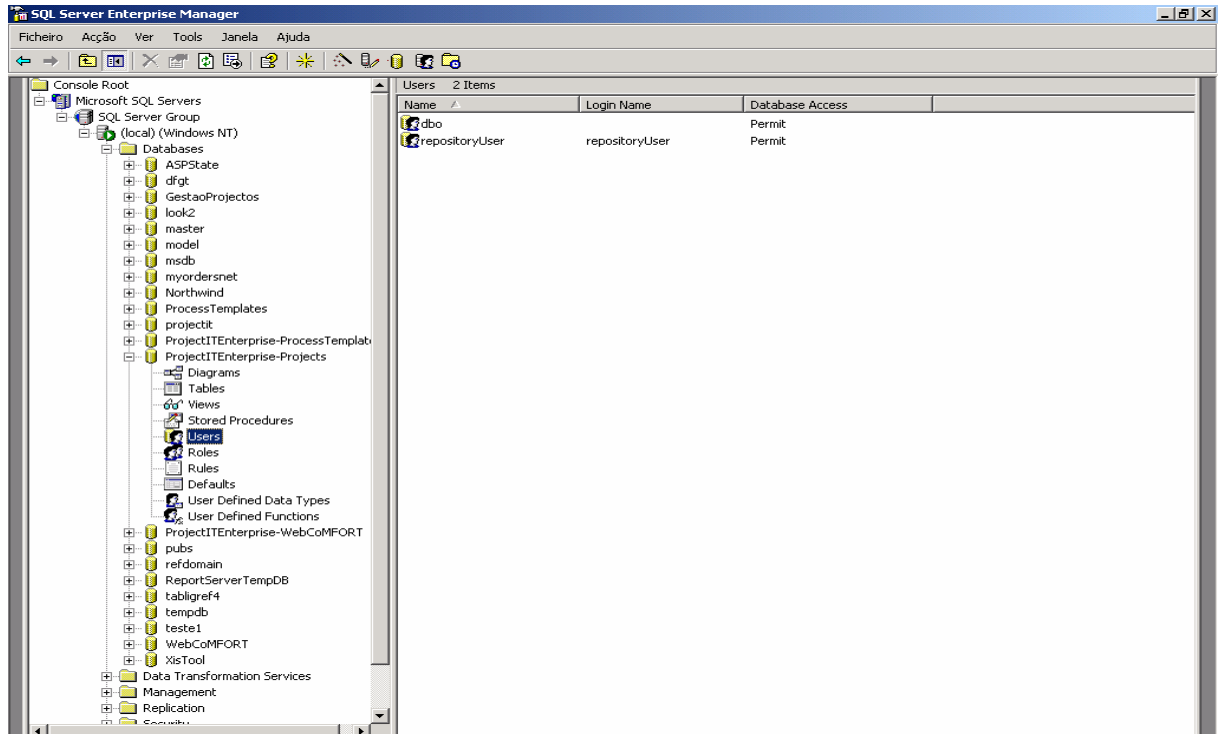 SQL Server Enterprise Manager
Ficheiro Acção Ver Tools Janela Ajuda
Console Root
Microsoft SQL Servers
SQL Server Group
(local) (Windows NT)
Databases
ASPState
dfgt
GestaoProjectos
look2
master
model
msdb
myordersnet
Northwind
ProcessTemplates
projectit
ProjectITEnterprise-ProcessTemplat
ProjectITEnterprise-Projects
Diagrams
Tables
Views
Stored Procedures
Users
Roles
Rules
Defaults
User Defined Data Types
User Defined Functions
ProjectITEnterprise-WebCoMFORT
pubs
refdomain
ReportServerTempDB
tabligref4
tempdb
teste1
WebCoMFORT
XisTool
Data Transformation Services
Management
Replication
Security
Users 2 Items
Name Login Name Database Access
dbo Permit
repositoryUser repositoryUser Permit